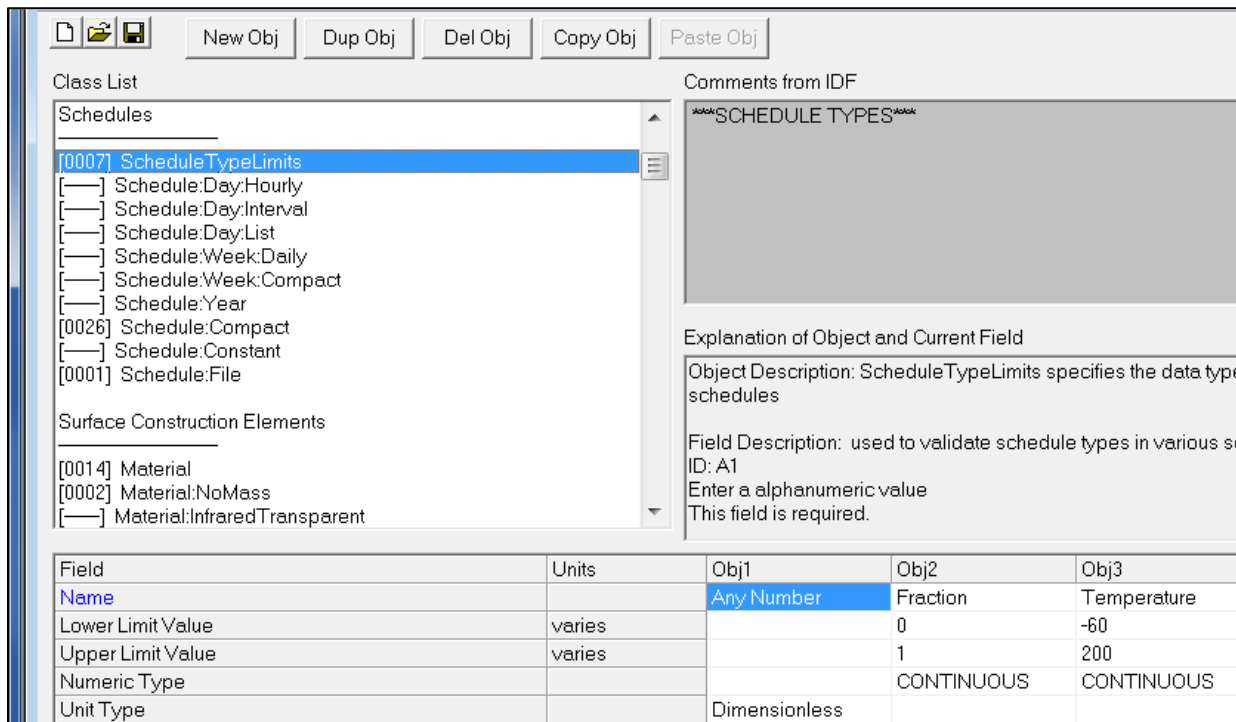 New Obj Dup Obj Del Obj Copy Obj Paste Obj
Class List
Schedules
[0007] ScheduleTypeLimits
[------] Schedule:Day:Hourly
[------] Schedule:Day:Interval
[------] Schedule:Day:List
[------] Schedule:Week:Daily
[------] Schedule:Week:Compact
[------] Schedule:Year
[0026] Schedule:Compact
[------] Schedule:Constant
[0001] Schedule:File
Surface Construction Elements
[0014] Material
[0002] Material:NoMass
[------] Material:InfraredTransparent
Comments from IDF
***SCHEDULE TYPES***
Explanation of Object and Current Field
Object Description: ScheduleTypeLimits specifies the data type
schedules
Field Description: used to validate schedule types in various s
ID: A1
Enter a alphanumeric value
This field is required.
Field Units Obj1 Obj2 Obj3
Name Any Number Fraction Temperature
Lower Limit Value varies 0 -60
Upper Limit Value varies 1 200
Numeric Type CONTINUOUS CONTINUOUS
Unit Type Dimensionless